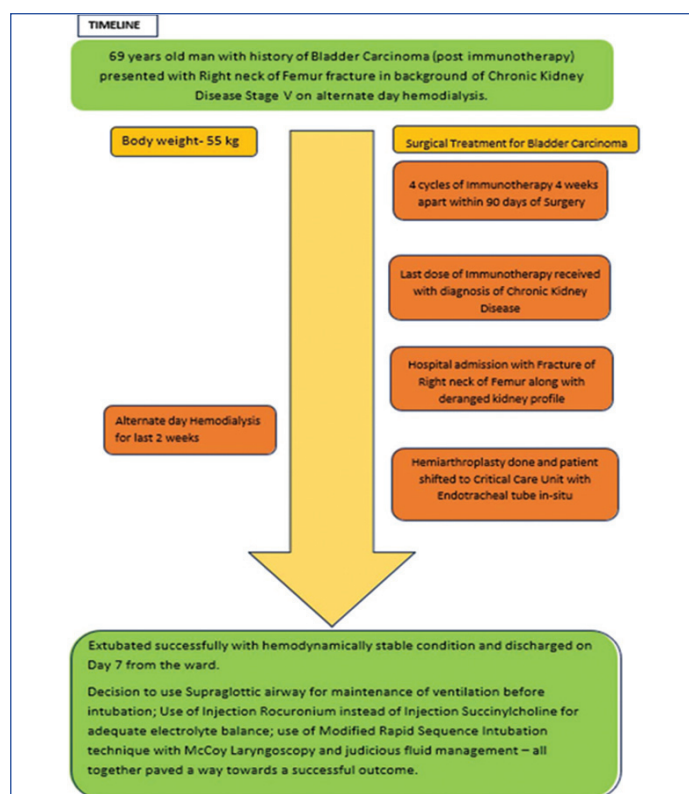 TIMELINE
69 years old man with history of Bladder Carcinoma (post immunotherapy)
presented with Right neck of Femur fracture in background of Chronic Kidney
Disease Stage V on alternate day hemodialysis.
Body weight- 55 kg
Surgical Treatment for Bladder Carcinoma
4 cycles of Immunotherapy 4 weeks
apart within 90 days of Surgery
Last dose of Immunotherapy received
with diagnosis of Chronic Kidney
Disease
Hospital admission with Fracture of
Right neck of Femur along with
deranged kidney profile
Alternate day Hemodialysis
for last 2 weeks
Hemiarthroplasty done and patient
shifted to Critical Care Unit with
Endotracheal tube in-situ
Extubated successfully with hemodynamically stable condition and discharged on
Day 7 from the ward.
Decision to use Supraglottic airway for maintenance of ventilation before
intubation; Use of Injection Rocuronium instead of Injection Succinylcholine for
adequate electrolyte balance; use of Modified Rapid Sequence Intubation
technique with McCoy Laryngoscopy and judicious fluid management – all
together paved a way towards a successful outcome.